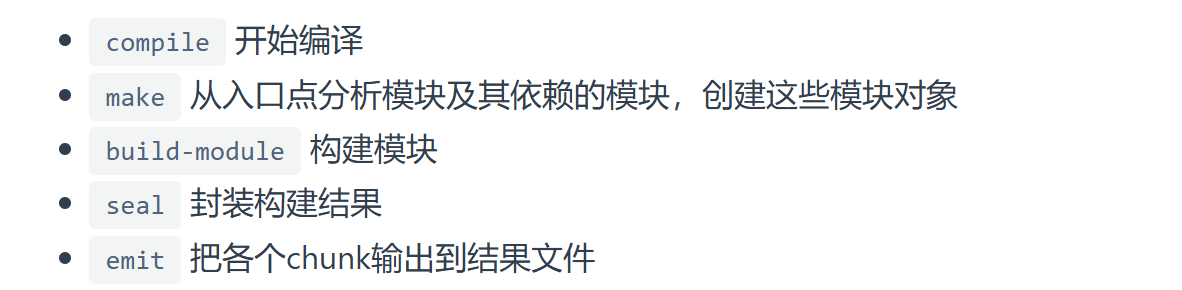 • compile 开始编译
• make 从入口点分析模块及其依赖的模块，创建这些模块对象
• build-module 构建模块
• seal 封装构建结果
• emit 把各个chunk输出到结果文件